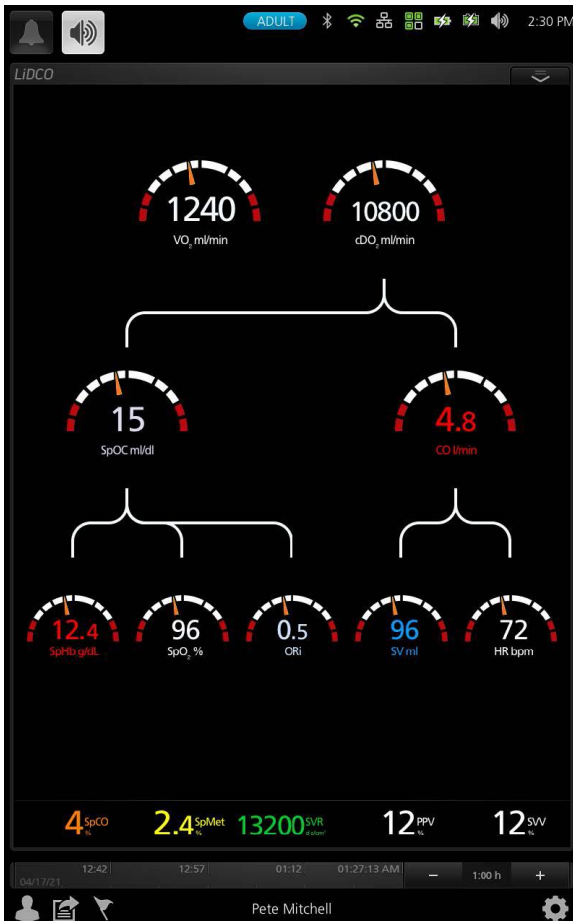 ADULT 2:30 PM
LiDCO
1240
VO₂ ml/min
10800
cDO₂ ml/min
15
SpOC ml/dl
4.8
CO l/min
12.4
SpHb g/dL
96
SpO₂ %
0.5
ORi
96
SV ml
72
HR bpm
4 SpCO %
2.4 SpMet %
13200 SVR
12 PPV %
12 SVV %
12:42 12:57 01:12 01:27:13 AM
04/17/21
− 1:00 h +
Pete Mitchell